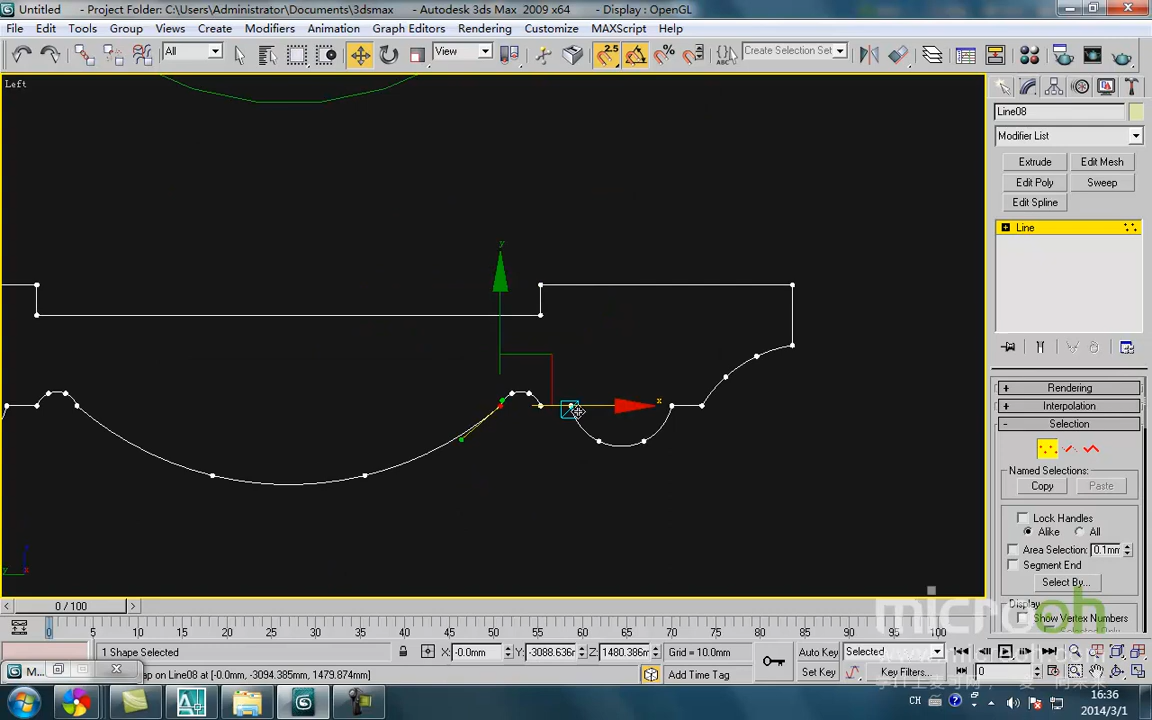 Untitled - Project Folder: C:\Users\Administrator\Documents\3dsmax - Autodesk 3ds Max 2009 x64 - Display : OpenGL
File Edit Tools Group Views Create Modifiers Animation Graph Editors Rendering Customize MAXScript Help
All View 2.5 ABC Create Selection Set
Left
y
x
Line08
Modifier List
Extrude Edit Mesh
Edit Poly Sweep
Edit Spline
Line
+ Rendering
+ Interpolation
- Selection
Named Selections:
Copy Paste
Lock Handles
Alike All
Area Selection: 0.1mm
Segment End
Select By...
Display
Show Vertex Numbers
microoh
y x
0 / 100
0 5 10 15 20 25 30 35 40 45 50 55 60 65 70 75 80 85 90 95 100
1 Shape Selected X: -0.0mm Y: -3088.636m Z: 1480.386m Grid = 10.0mm Auto Key Selected
M... ap on Line08 at [-0.0mm, -3094.385mm, 1479.874mm] Add Time Tag Set Key Key Filters... 0
CH 16:36
2014/3/1